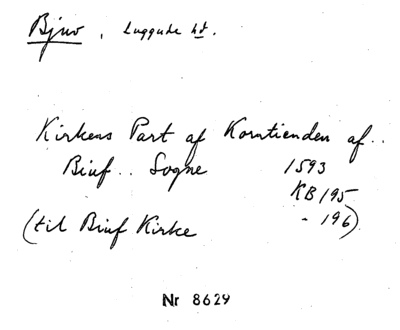 Bjuv, Luggude hd.
Kirkens Part af Korntienden af..
Biuf.. Sogne 1593
KB 195
- 196)
(til Biuf Kirke
Nr 8629